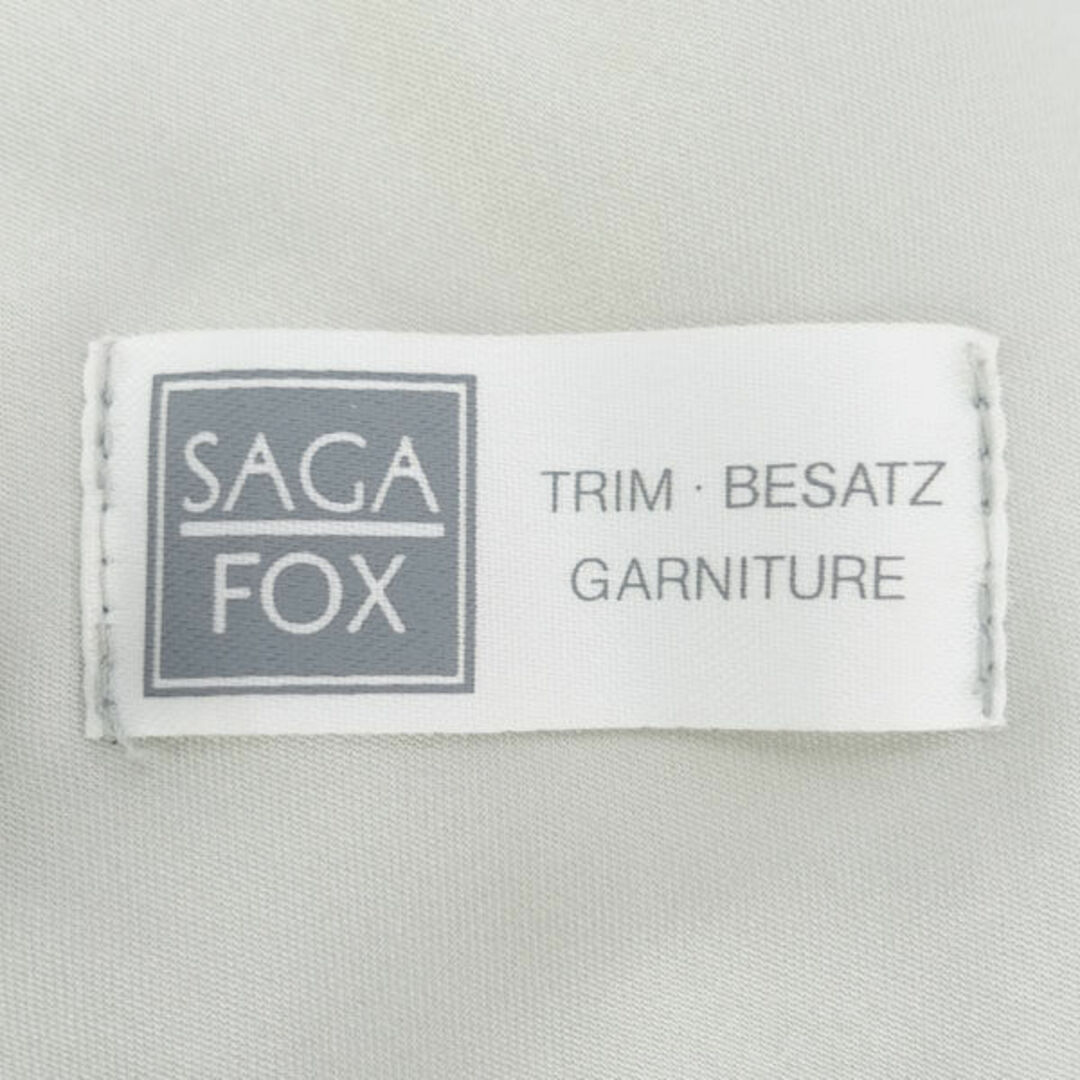 SAGA
FOX
TRIM · BESATZ
GARNITURE